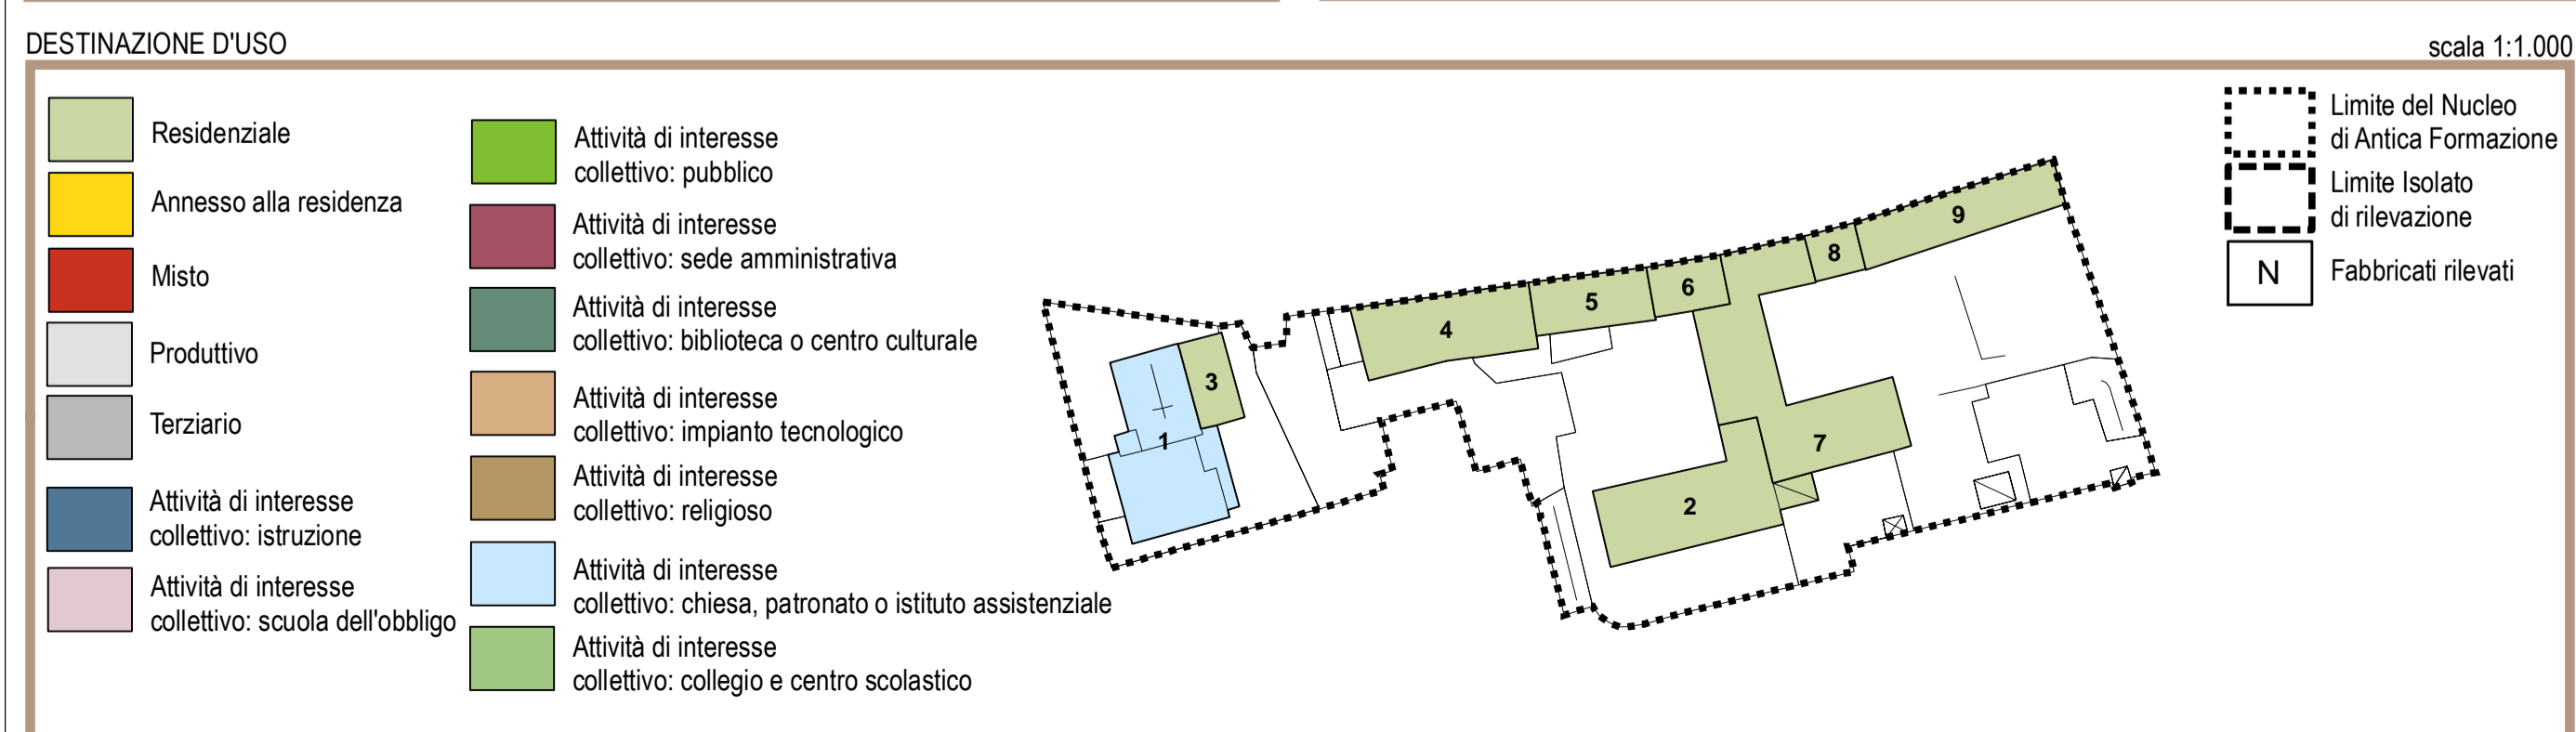 DESTINAZIONE D'USO
scala 1:1.000
Residenziale
Annesso alla residenza
Misto
Produttivo
Terziario
Attività di interesse
collettivo: istruzione
Attività di interesse
collettivo: scuola dell'obbligo
Attività di interesse
collettivo: pubblico
Attività di interesse
collettivo: sede amministrativa
Attività di interesse
collettivo: biblioteca o centro culturale
Attività di interesse
collettivo: impianto tecnologico
Attività di interesse
collettivo: religioso
Attività di interesse
collettivo: chiesa, patronato o istituto assistenziale
Attività di interesse
collettivo: collegio e centro scolastico
1
3
4
5
6
8
9
7
2
Limite del Nucleo
di Antica Formazione
Limite Isolato
di rilevazione
N
Fabbricati rilevati